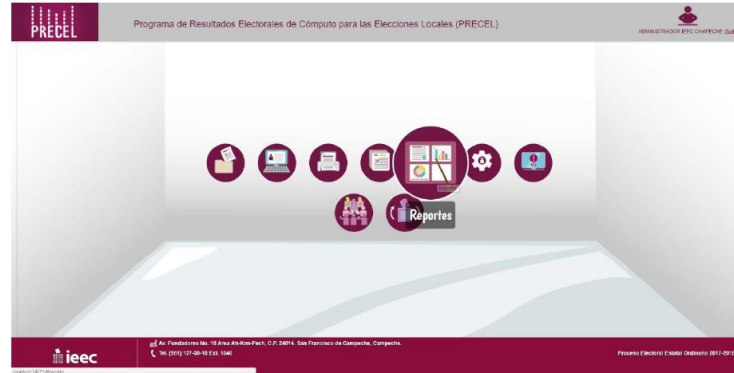 PRECEL
Programa de Resultados Electorales de Cómputo para las Elecciones Locales (PRECEL)
ADMINISTRADOR IEEC CAMPECHE
Reportes
ieec
Av. Fundadores No. 18 Area Ah-Kim-Pech, C.P. 24014. San Francisco de Campeche, Campeche.
Tel. (981) 127-30-10 Ext. 1040
Proceso Electoral Estatal Ordinario 2017-2018